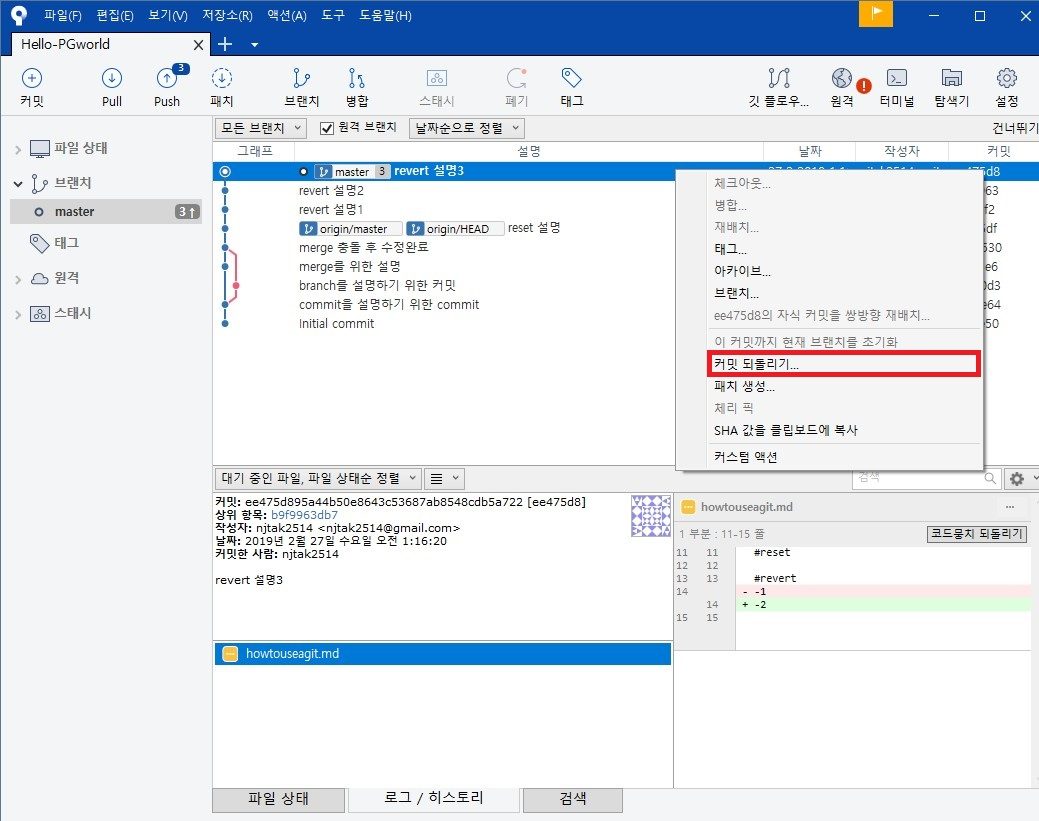 파일(F) 편집(E) 보기(V) 저장소(R) 액션(A) 도구 도움말(H)
Hello-PGworld
3
커밋 Pull Push 패치 브랜치 병합 스태시 폐기 태그 깃 플로우... 원격 터미널 탐색기 설정
모든 브랜치 원격 브랜치 날짜순으로 정렬 건너뛰기
그래프 설명 날짜 작성자 커밋
파일 상태
브랜치
master 3↑
태그
원격
스태시
master 3 revert 설명3
revert 설명2
revert 설명1
origin/master origin/HEAD reset 설명
merge 충돌 후 수정완료
merge를 위한 설명
branch를 설명하기 위한 커밋
commit을 설명하기 위한 commit
Initial commit
체크아웃...
병합...
재배치...
태그...
아카이브...
브랜치...
ee475d8의 자식 커밋을 쌍방향 재배치...
이 커밋까지 현재 브랜치를 초기화
커밋 되돌리기...
패치 생성...
체리 픽
SHA 값을 클립보드에 복사
커스텀 액션
대기 중인 파일, 파일 상태순 정렬 검색
커밋: ee475d895a44b50e8643c53687ab8548cdb5a722 [ee475d8]
상위 항목: b9f9963db7
작성자: njtak2514 <njtak2514@gmail.com>
날짜: 2019년 2월 27일 수요일 오전 1:16:20
커밋한 사람: njtak2514
revert 설명3
howtouseagit.md
howtouseagit.md ...
1 부분 : 11-15 줄 코드뭉치 되돌리기
11 11 #reset
12 12
13 13 #revert
14 - -1
14 + -2
15 15
파일 상태 로그 / 히스토리 검색